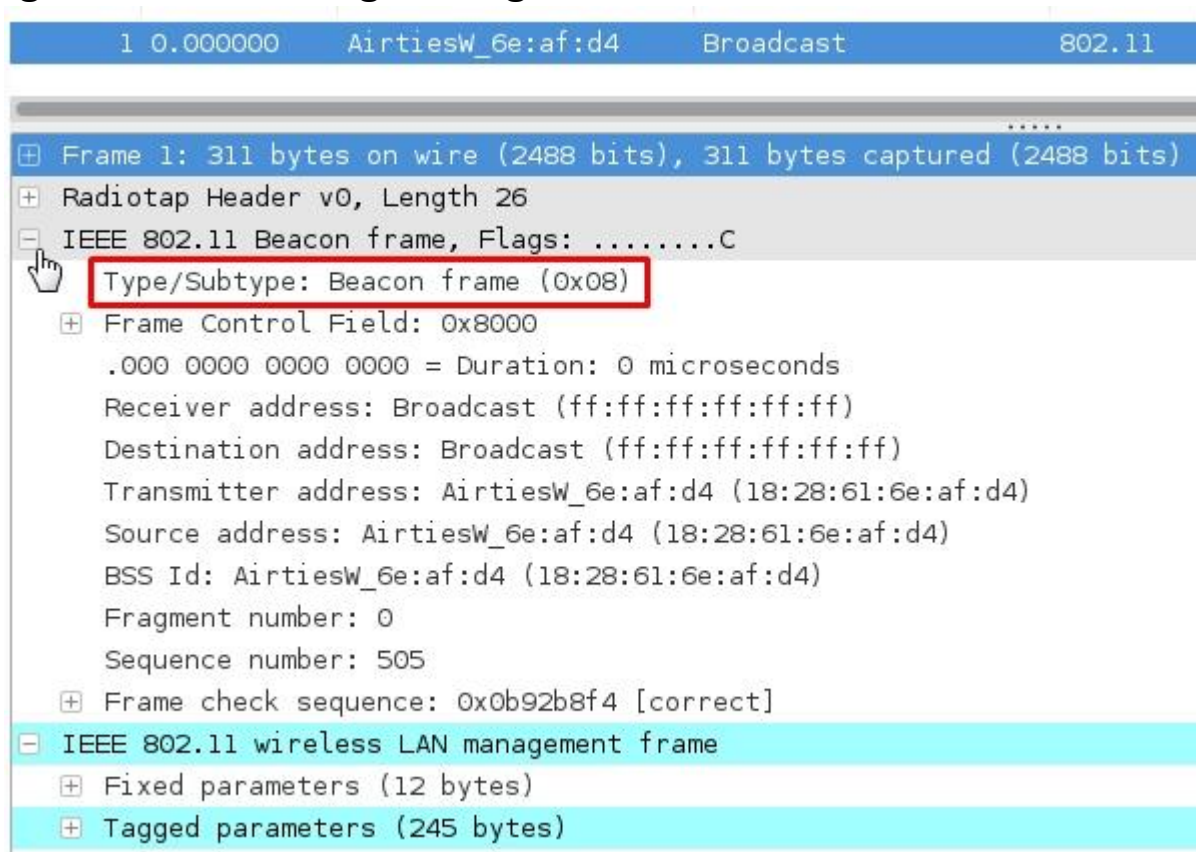 1 0.000000 AirtiesW_6e:af:d4 Broadcast 802.11
Frame 1: 311 bytes on wire (2488 bits), 311 bytes captured (2488 bits)
Radiotap Header v0, Length 26
IEEE 802.11 Beacon frame, Flags: ........C
Type/Subtype: Beacon frame (0x08)
Frame Control Field: 0x8000
.000 0000 0000 0000 = Duration: 0 microseconds
Receiver address: Broadcast (ff:ff:ff:ff:ff:ff)
Destination address: Broadcast (ff:ff:ff:ff:ff:ff)
Transmitter address: AirtiesW_6e:af:d4 (18:28:61:6e:af:d4)
Source address: AirtiesW_6e:af:d4 (18:28:61:6e:af:d4)
BSS Id: AirtiesW_6e:af:d4 (18:28:61:6e:af:d4)
Fragment number: 0
Sequence number: 505
Frame check sequence: 0x0b92b8f4 [correct]
IEEE 802.11 wireless LAN management frame
Fixed parameters (12 bytes)
Tagged parameters (245 bytes)